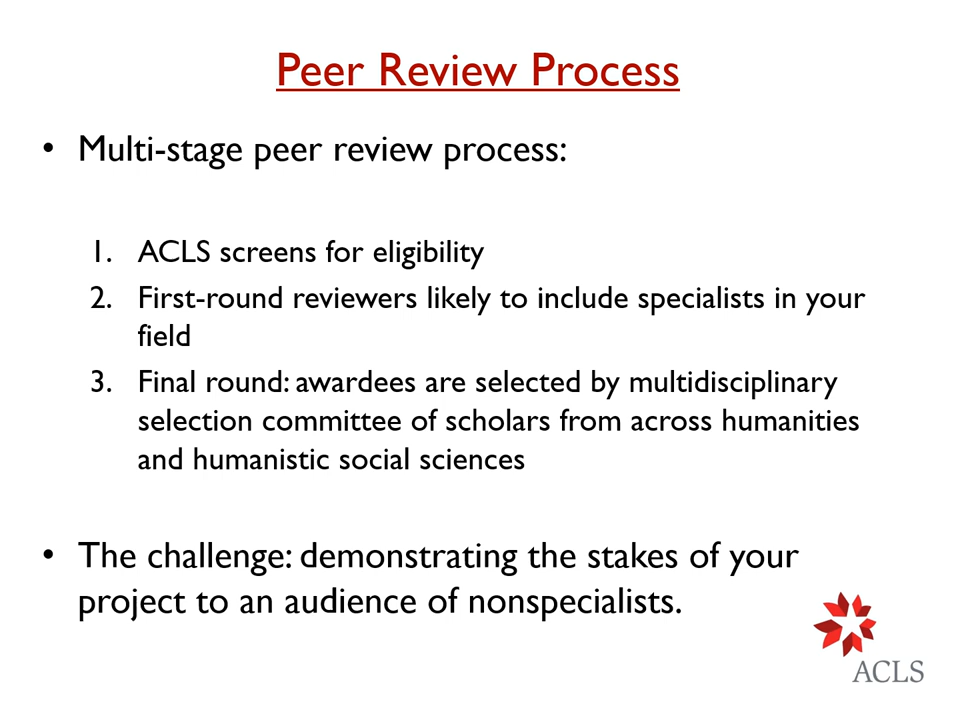 Peer Review Process
• Multi-stage peer review process:
1. ACLS screens for eligibility
2. First-round reviewers likely to include specialists in your
field
3. Final round: awardees are selected by multidisciplinary
selection committee of scholars from across humanities
and humanistic social sciences
• The challenge: demonstrating the stakes of your
project to an audience of nonspecialists.
ACLS